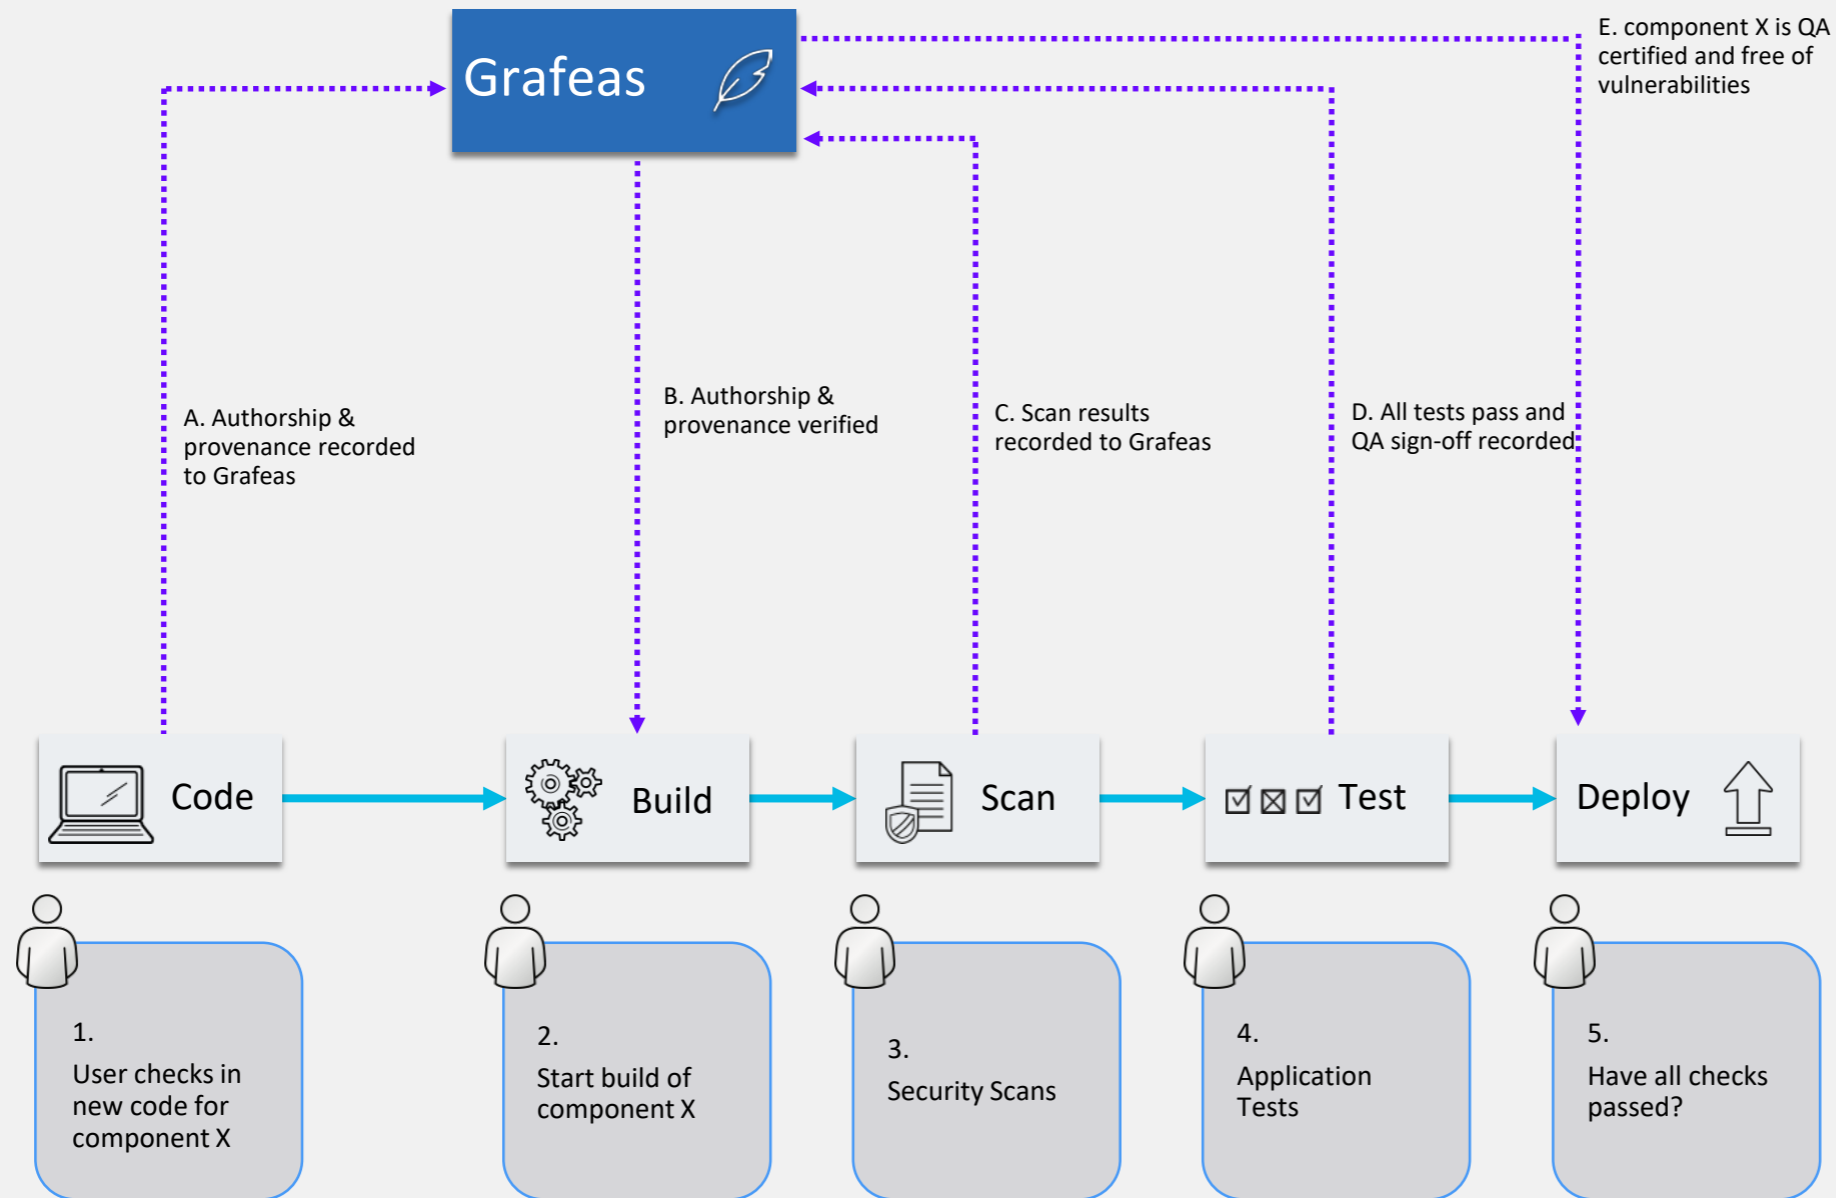 Grafeas
E. component X is QA
certified and free of
vulnerabilities
A. Authorship &
provenance recorded
to Grafeas
B. Authorship &
provenance verified
C. Scan results
recorded to Grafeas
D. All tests pass and
QA sign-off recorded
Code
Build
Scan
Test
Deploy
1.
User checks in
new code for
component X
2.
Start build of
component X
3.
Security Scans
4.
Application
Tests
5.
Have all checks
passed?